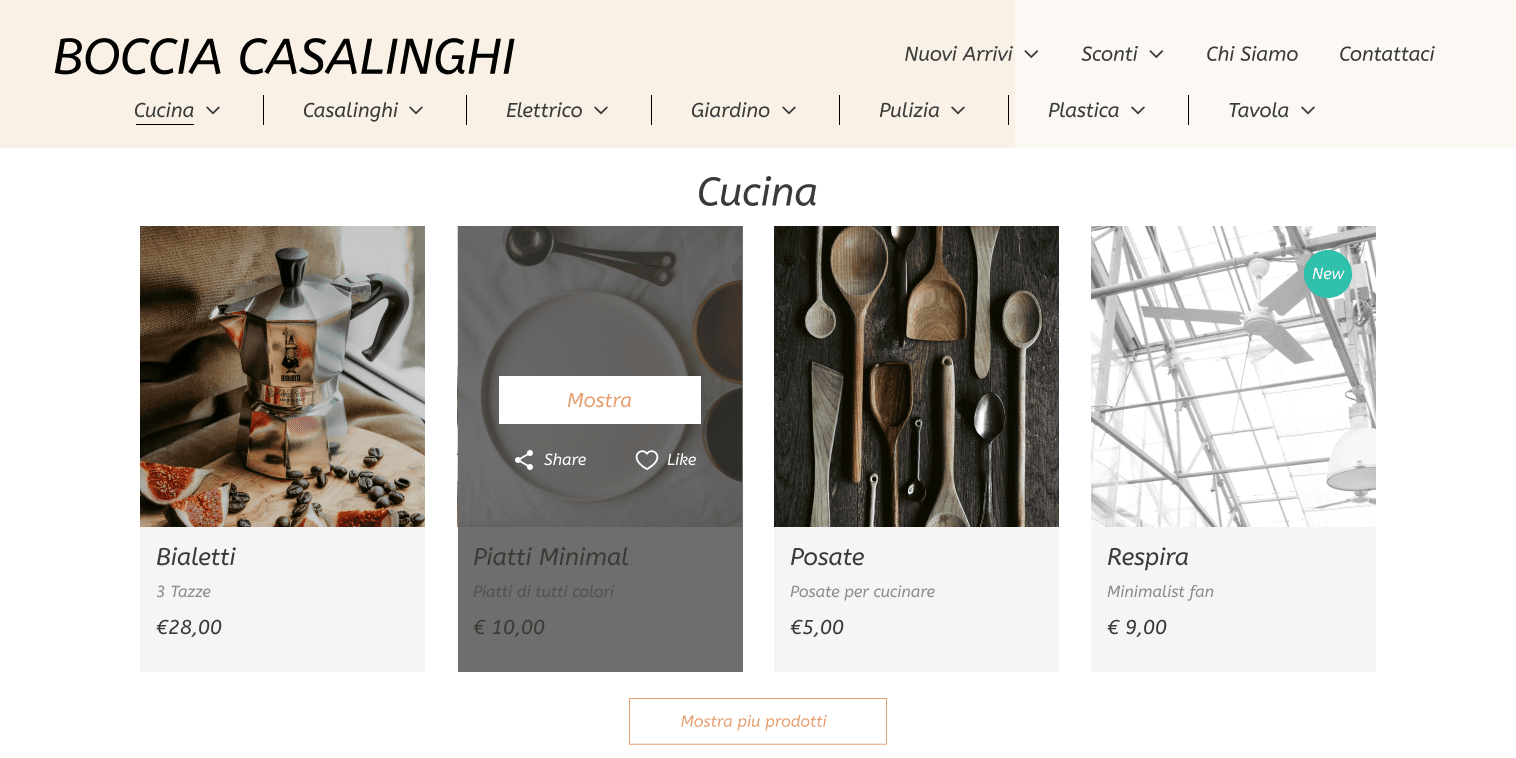 BOCCIA CASALINGHI
Nuovi Arrivi
Sconti
Chi Siamo
Contattaci
Cucina
Casalinghi
Elettrico
Giardino
Pulizia
Plastica
Tavola
Cucina
BIALETTI
Mostra
Share
Like
New
Bialetti
3 Tazze
€28,00
Piatti Minimal
Piatti di tutti colori
€ 10,00
Posate
Posate per cucinare
€5,00
Respira
Minimalist fan
€ 9,00
Mostra piu prodotti